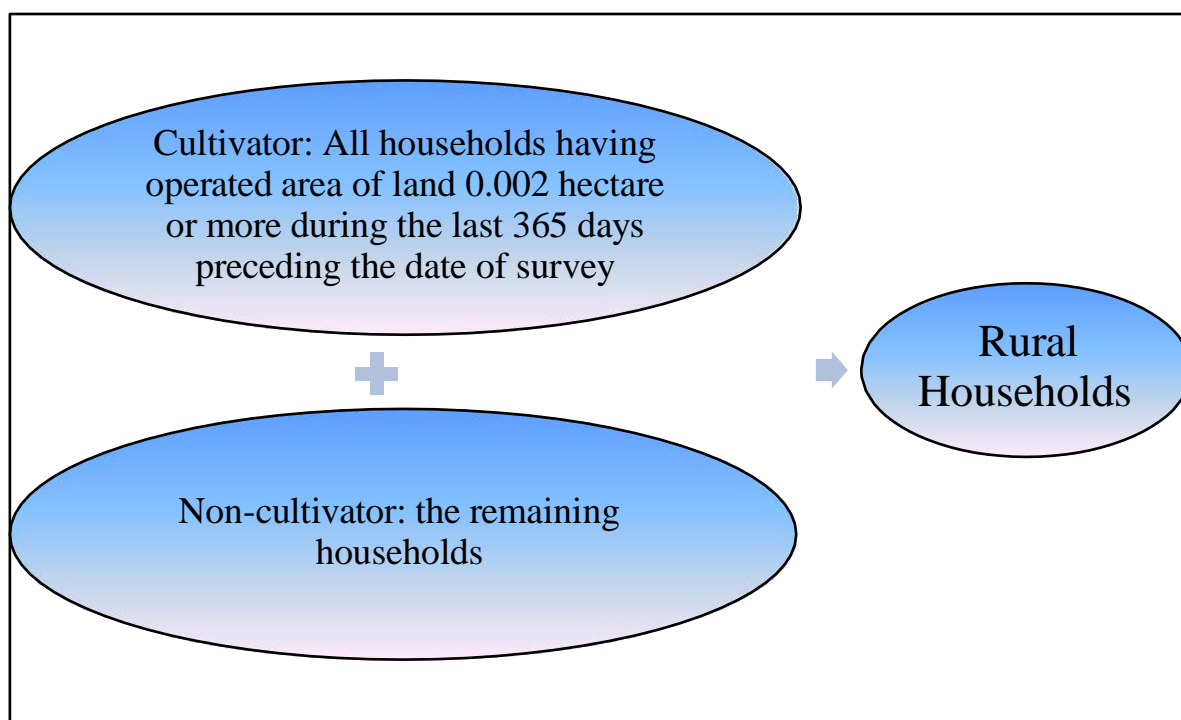 Cultivator: All households having
operated area of land 0.002 hectare
or more during the last 365 days
preceding the date of survey
Non-cultivator: the remaining
households
Rural
Households